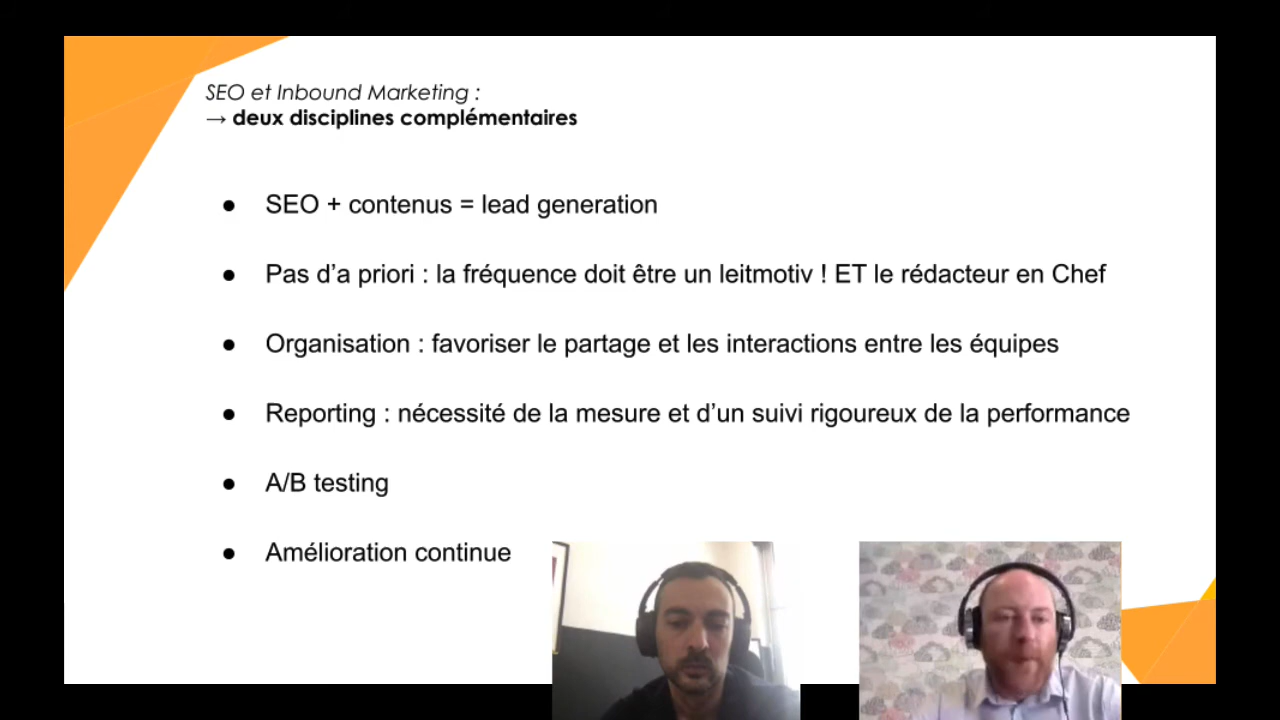 SEO et Inbound Marketing :
→ deux disciplines complémentaires
● SEO + contenus = lead generation
● Pas d’a priori : la fréquence doit être un leitmotiv ! ET le rédacteur en Chef
● Organisation : favoriser le partage et les interactions entre les équipes
● Reporting : nécessité de la mesure et d’un suivi rigoureux de la performance
● A/B testing
● Amélioration continue